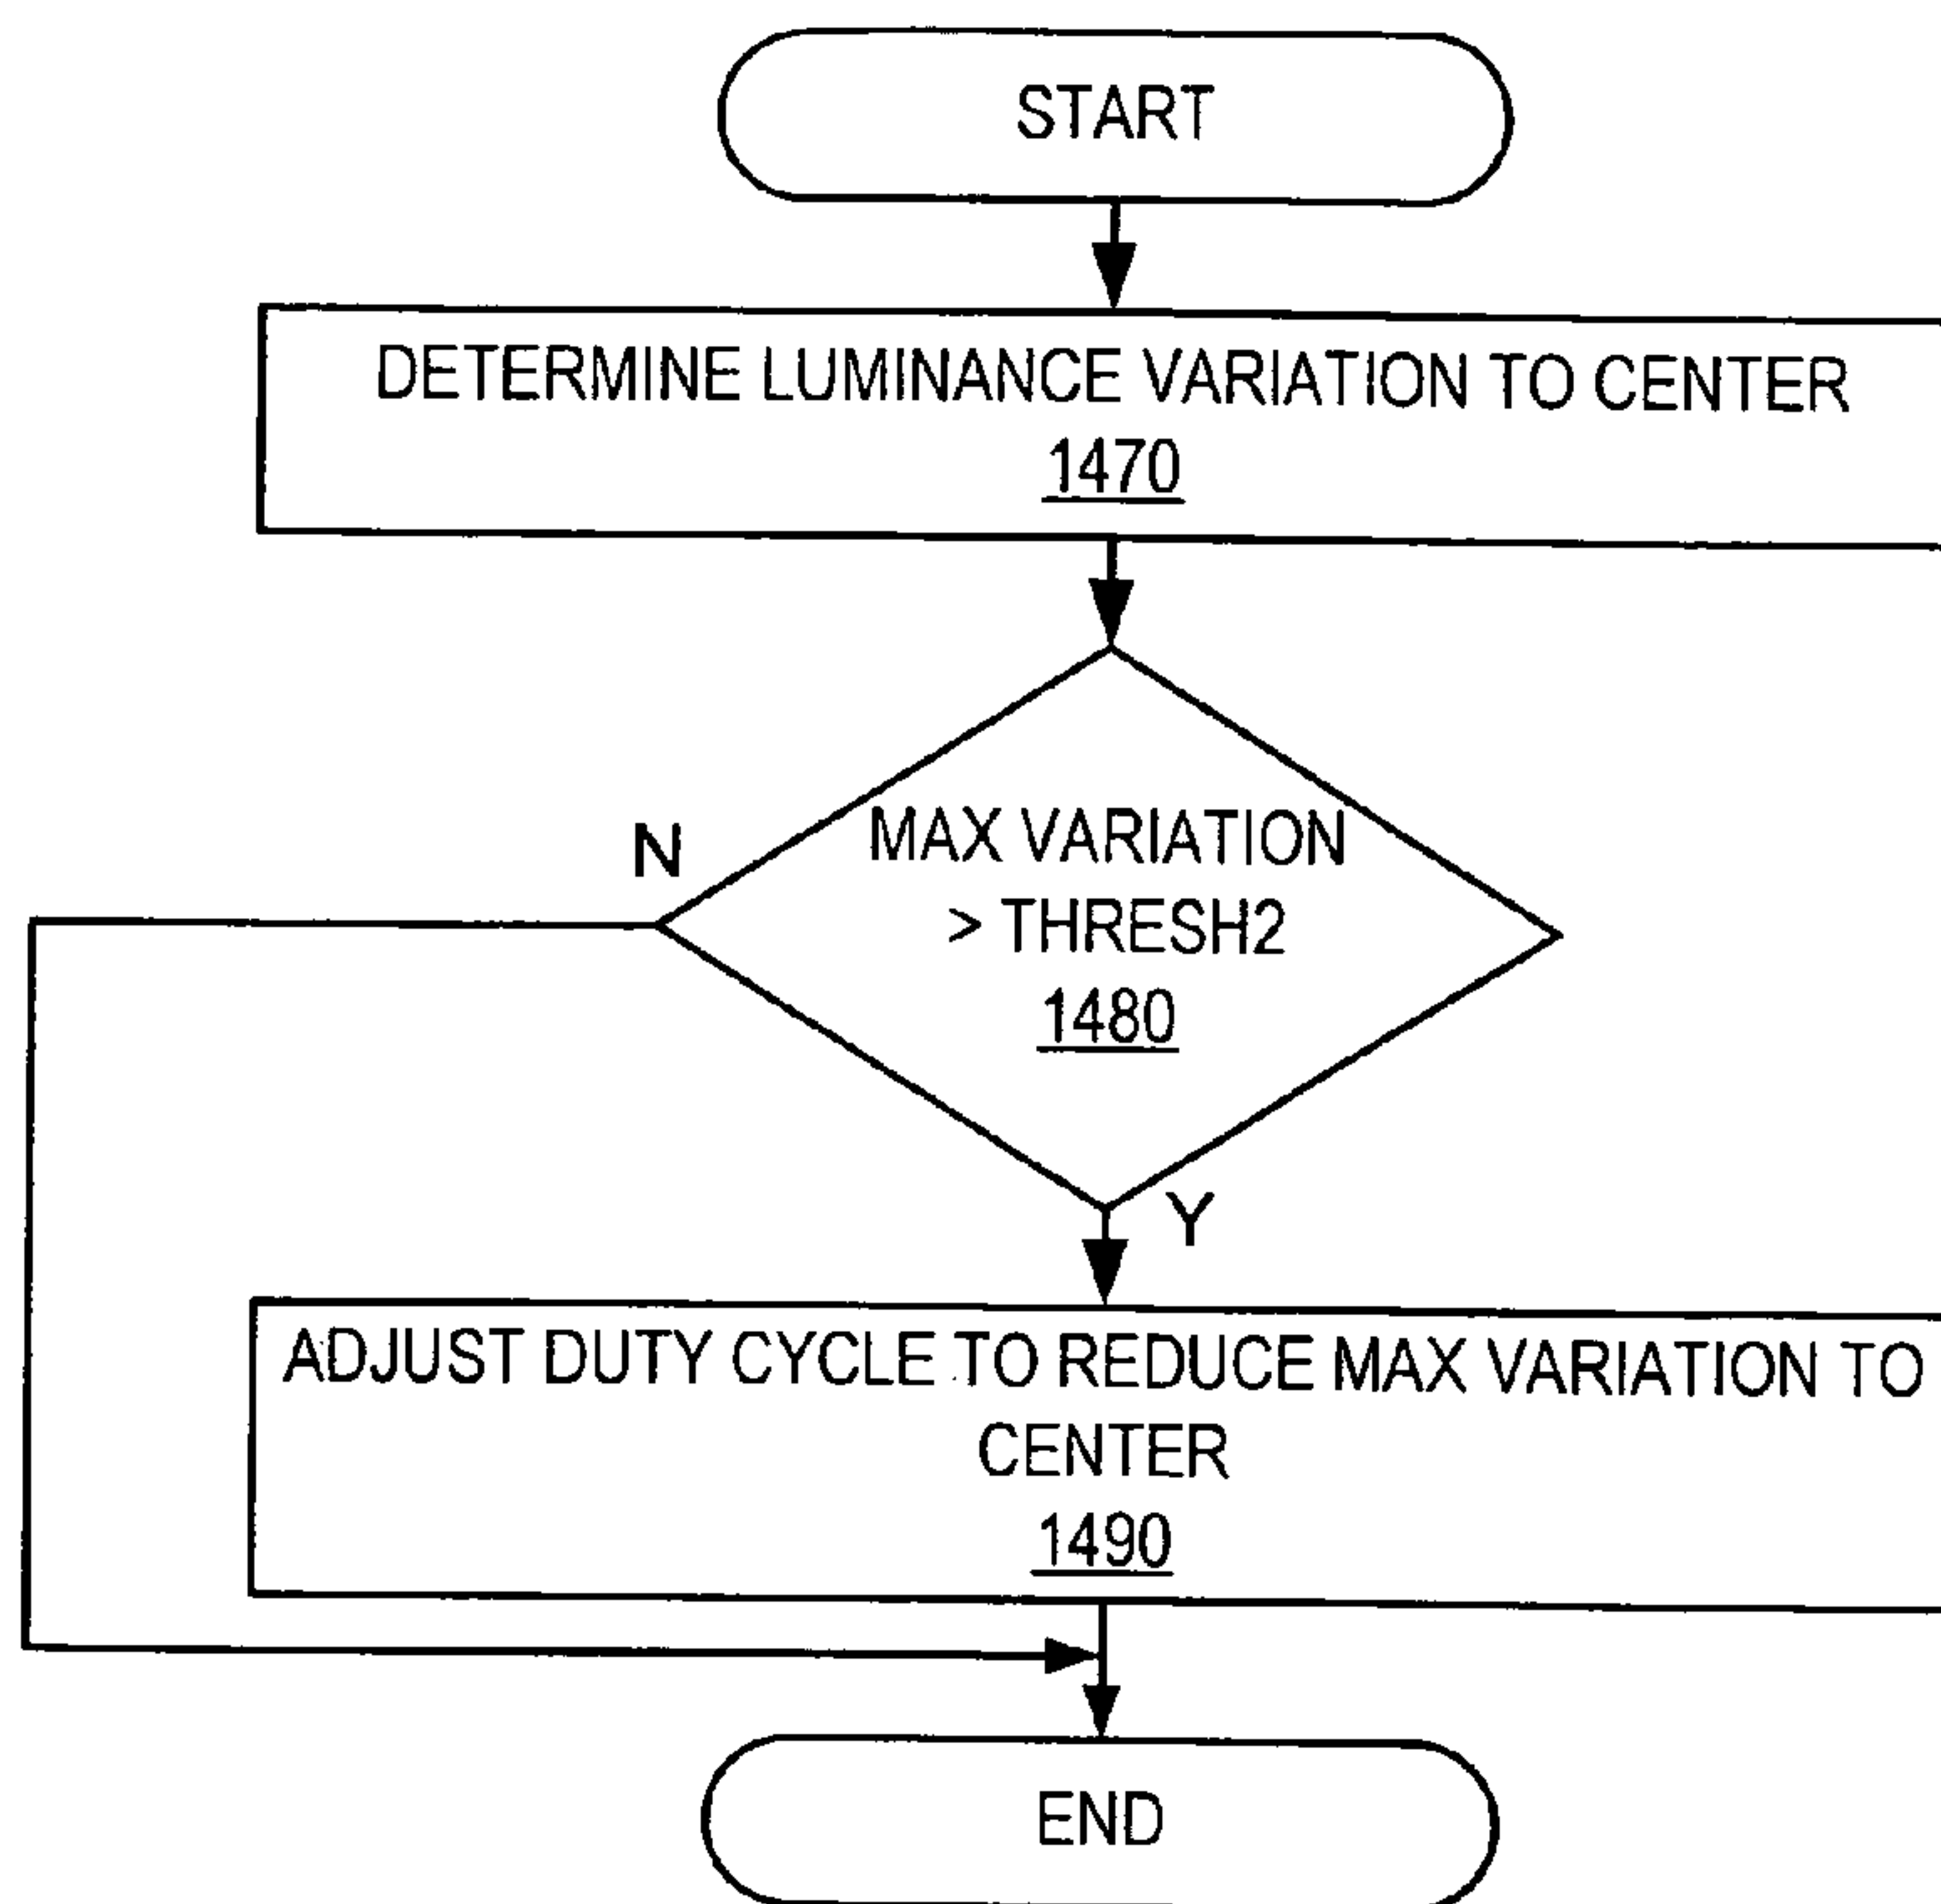 START
DETERMINE LUMINANCE VARIATION TO CENTER
1470
MAX VARIATION
> THRESH2
1480
N
Y
ADJUST DUTY CYCLE TO REDUCE MAX VARIATION TO
CENTER
1490
END